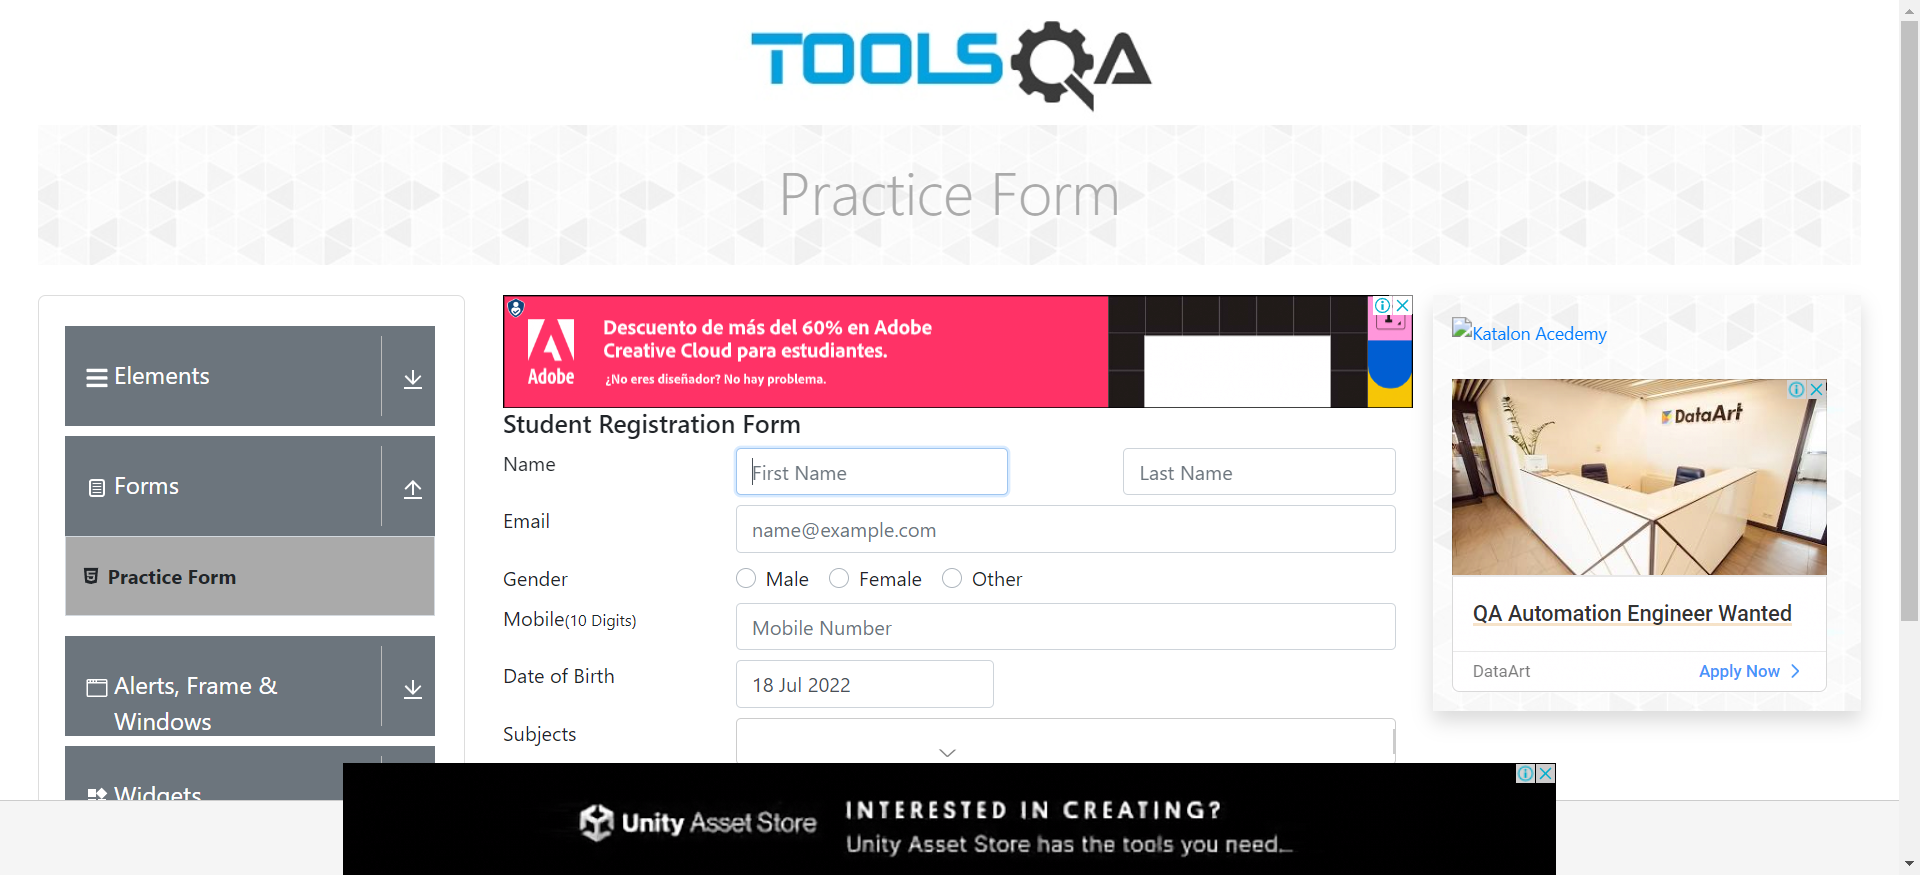 TOOLSQA
Practice Form
Elements
Forms
Practice Form
Alerts, Frame &
Windows
Widgets
Adobe
Descuento de más del 60% en Adobe
Creative Cloud para estudiantes.
¿No eres diseñador? No hay problema.
Student Registration Form
Name
First Name
Last Name
Email
name@example.com
Gender
Male
Female
Other
Mobile(10 Digits)
Mobile Number
Date of Birth
18 Jul 2022
Subjects
Katalon Acedemy
DataArt
QA Automation Engineer Wanted
DataArt
Apply Now
Unity Asset Store
INTERESTED IN CREATING?
Unity Asset Store has the tools you need...